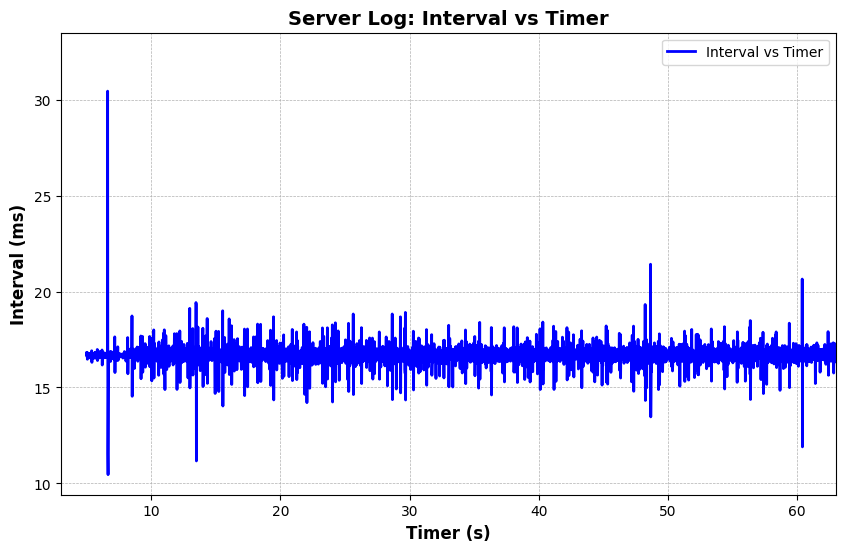 Server Log: Interval vs Timer
Interval vs Timer
Interval (ms)
30
25
20
15
10
10 20 30 40 50 60
Timer (s)